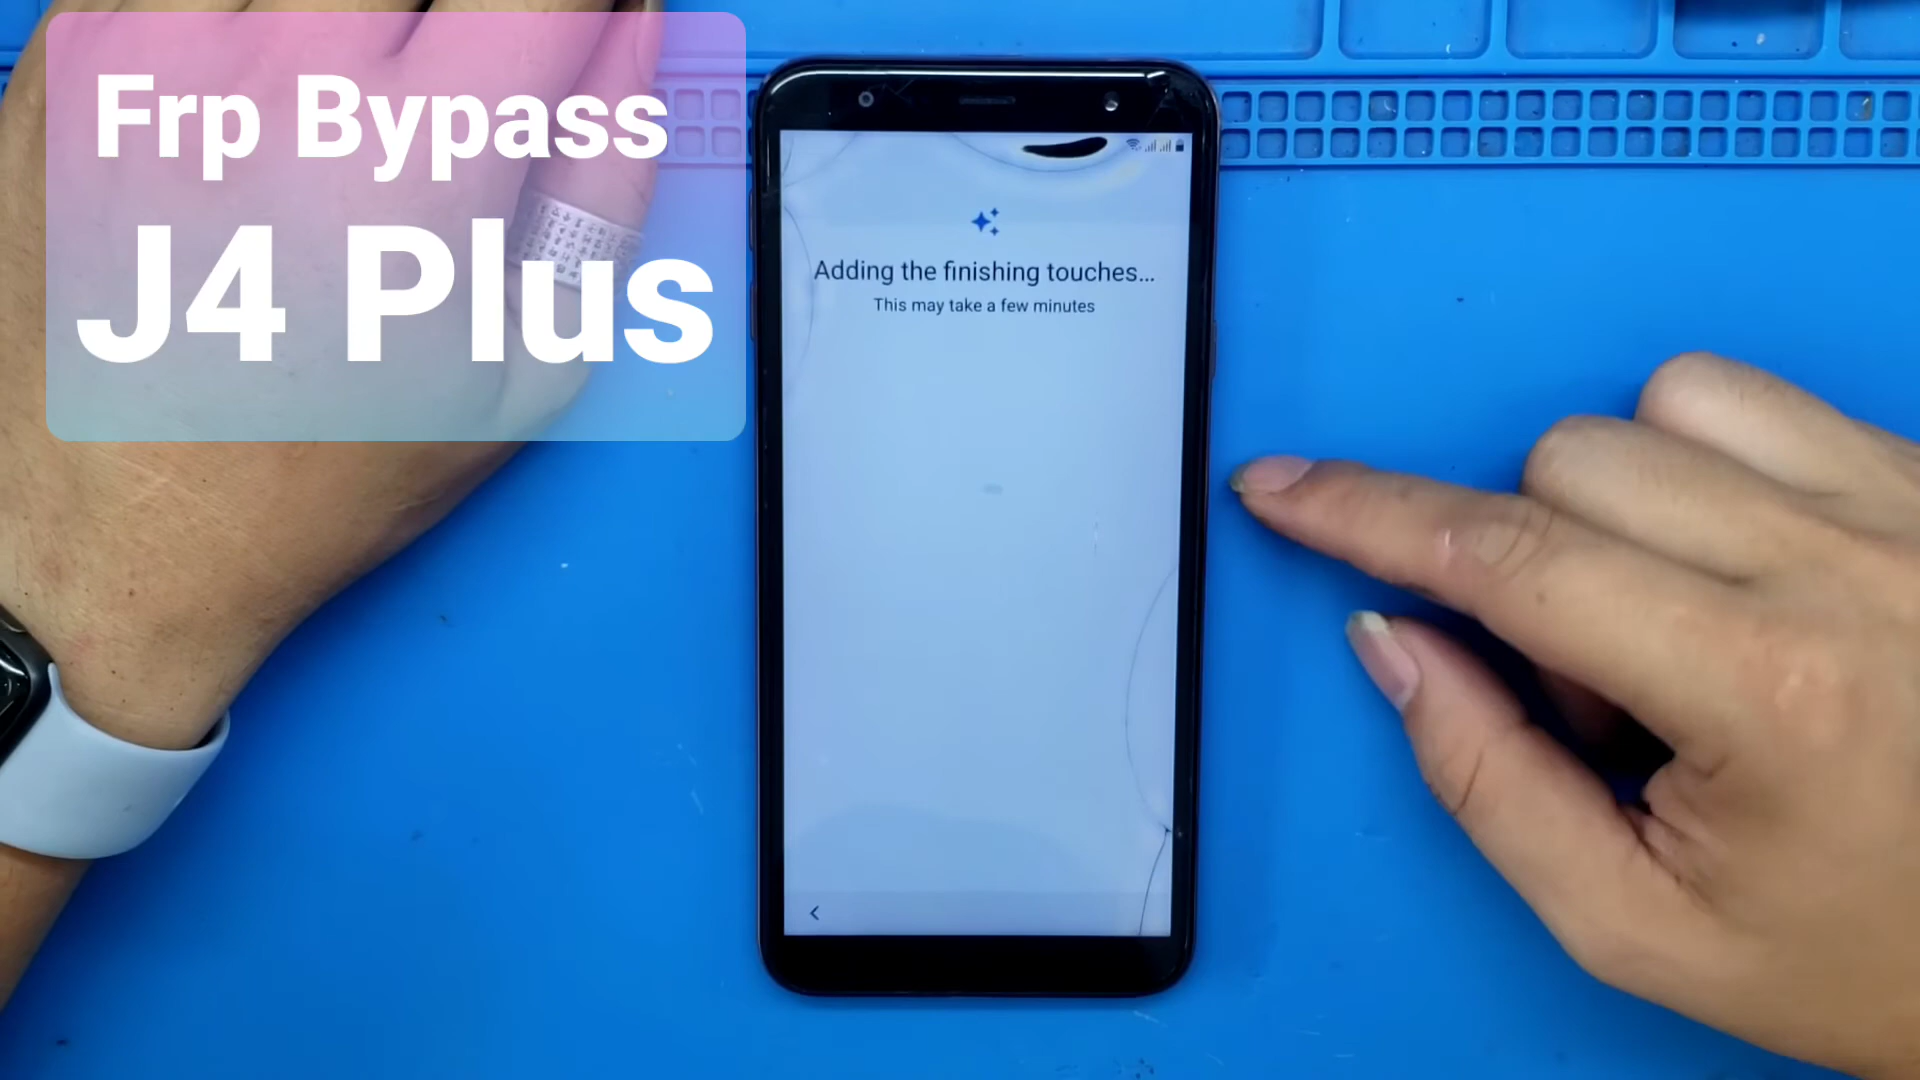 Frp Bypass
J4 Plus
Adding the finishing touches...
This may take a few minutes